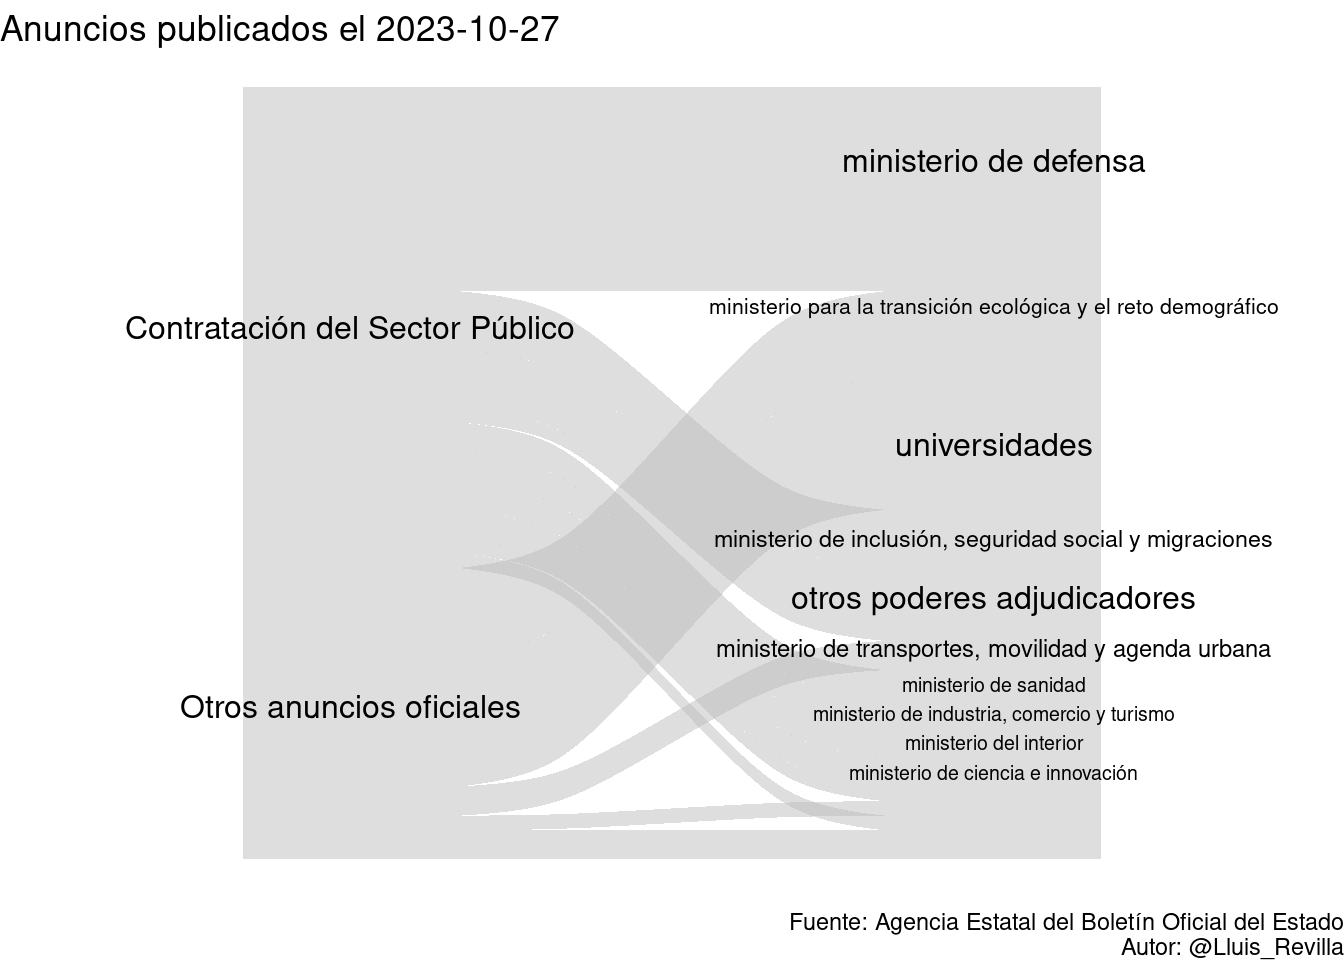 Anuncios publicados el 2023-10-27
ministerio de defensa
ministerio para la transición ecológica y el reto demográfico
Contratación del Sector Público
universidades
ministerio de inclusión, seguridad social y migraciones
otros poderes adjudicadores
ministerio de transportes, movilidad y agenda urbana
ministerio de sanidad
Otros anuncios oficiales
ministerio de industria, comercio y turismo
ministerio del interior
ministerio de ciencia e innovación
Fuente: Agencia Estatal del Boletín Oficial del Estado
Autor: @Lluis_Revilla